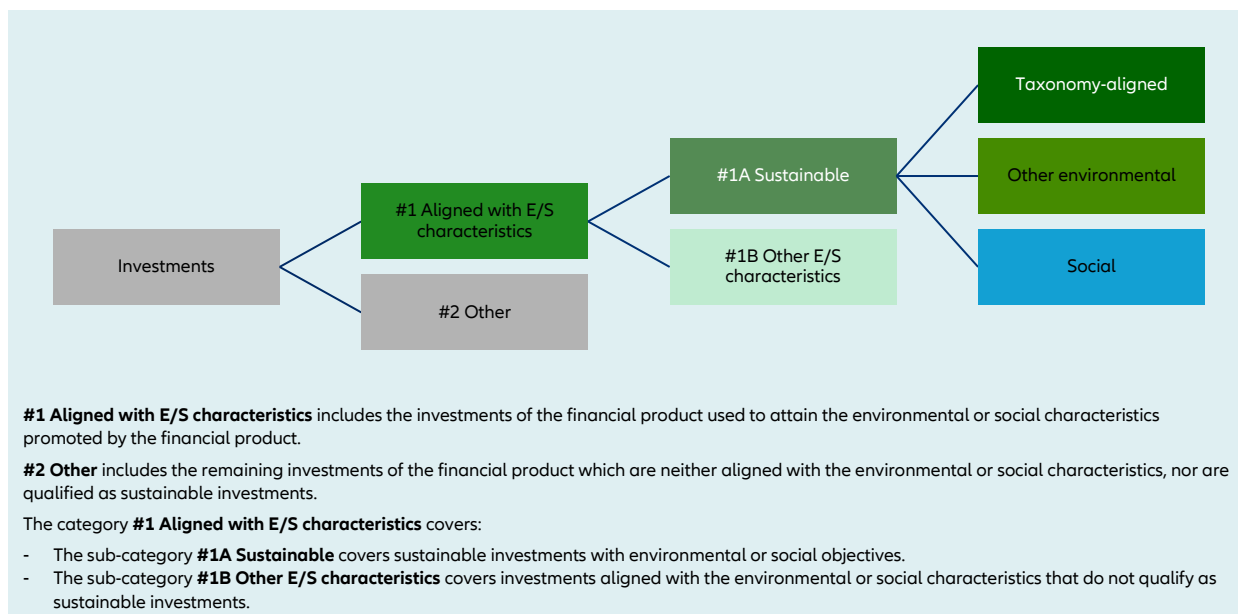 Taxonomy-aligned
#1A Sustainable
Other environmental
#1 Aligned with E/S
characteristics
Investments
#1B Other E/S
characteristics
Social
#2 Other
#1 Aligned with E/S characteristics includes the investments of the financial product used to attain the environmental or social characteristics
promoted by the financial product.
#2 Other includes the remaining investments of the financial product which are neither aligned with the environmental or social characteristics, nor are
qualified as sustainable investments.
The category #1 Aligned with E/S characteristics covers:
- The sub-category #1A Sustainable covers sustainable investments with environmental or social objectives.
- The sub-category #1B Other E/S characteristics covers investments aligned with the environmental or social characteristics that do not qualify as
sustainable investments.